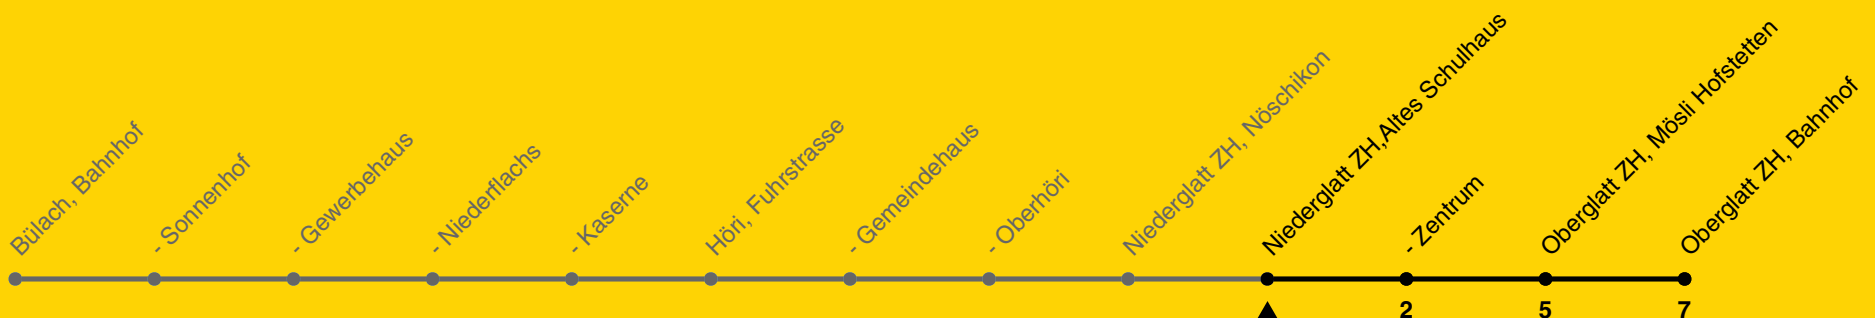 Bülach, Bahnhof
- Sonnenhof
- Gewerbehaus
- Niederflachs
- Kaserne
Höri, Fuhrstrasse
- Gemeindehaus
- Oberhöri
Niederglatt ZH, Nöschikon
Niederglatt ZH,Altes Schulhaus
- Zentrum
Oberglatt ZH, Mösli Hofstetten
Oberglatt ZH, Bahnhof
2
5
7